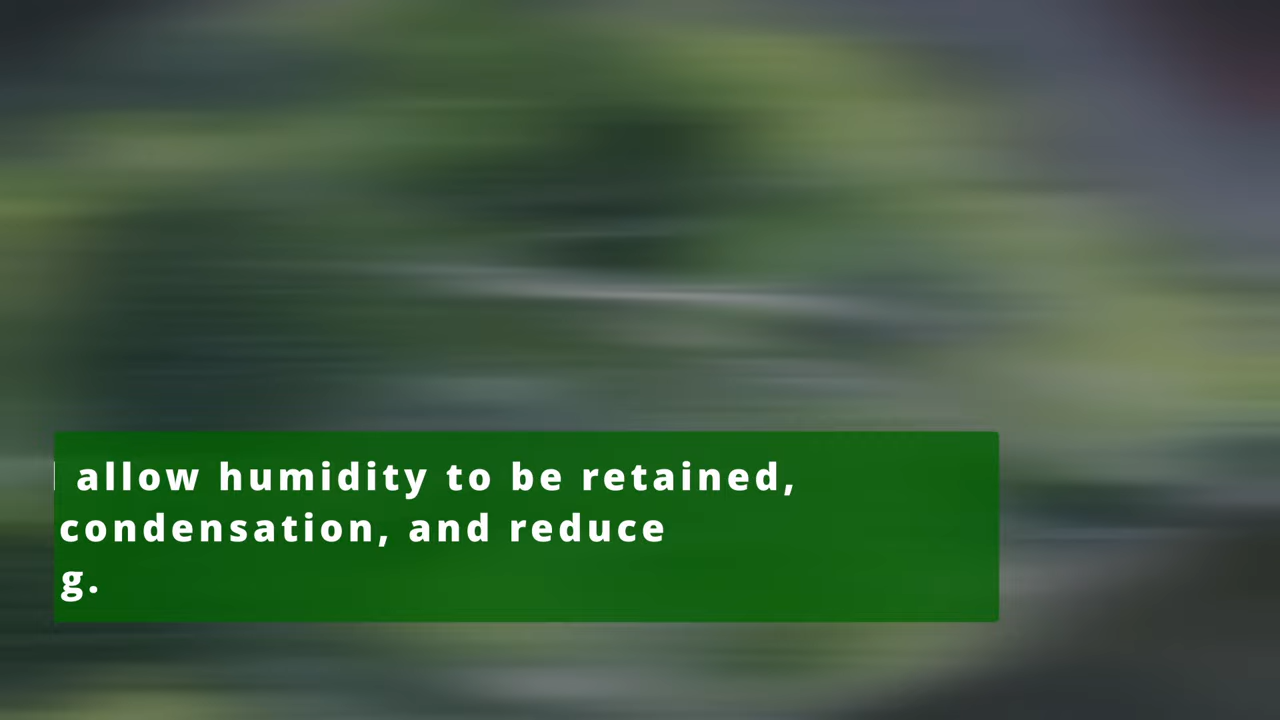 allow humidity to be retained,
condensation, and reduce
g.